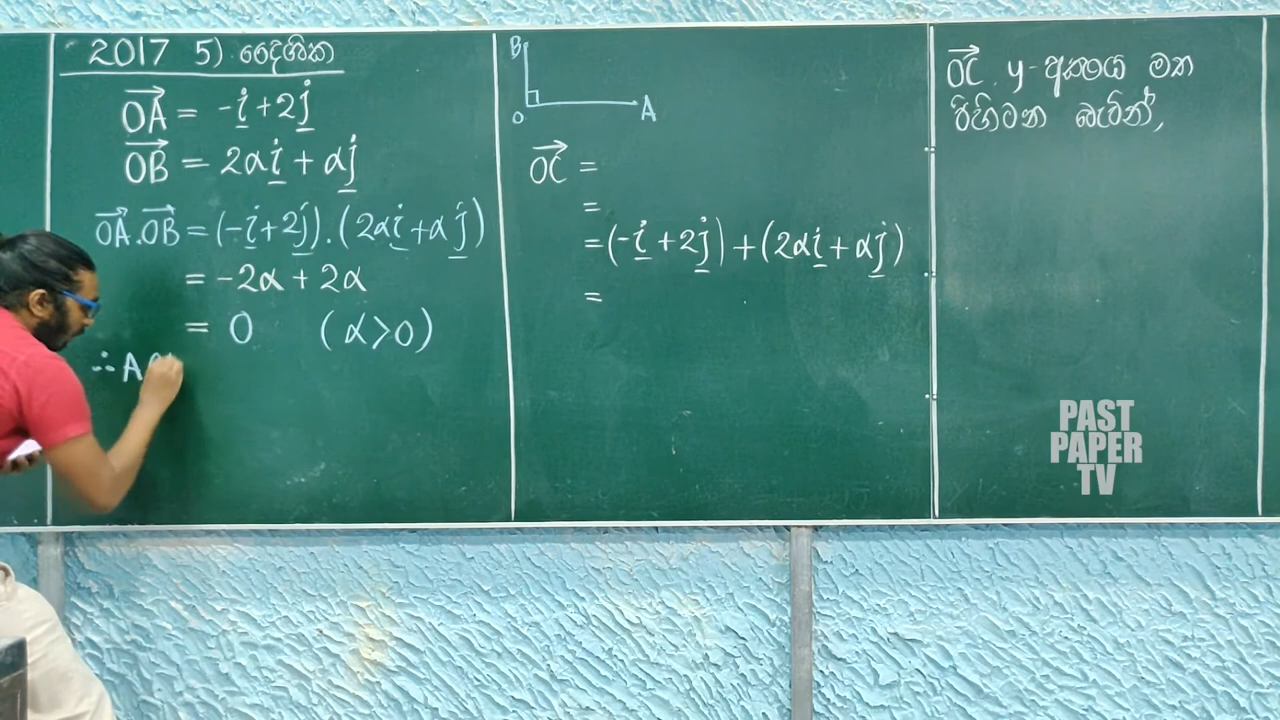 2017 5) දෛශික
OA = -i + 2j
OB = 2αi + αj
OA.OB = (-i+2j).(2αi+αj)
= -2α + 2α
= 0 (α>0)
∴ A
B
O A
OC =
=
=(-i+2j)+(2αi+αj)
=
OC y-අක්ෂය මත
පිහිටන බැවින්,
PAST
PAPER
TV